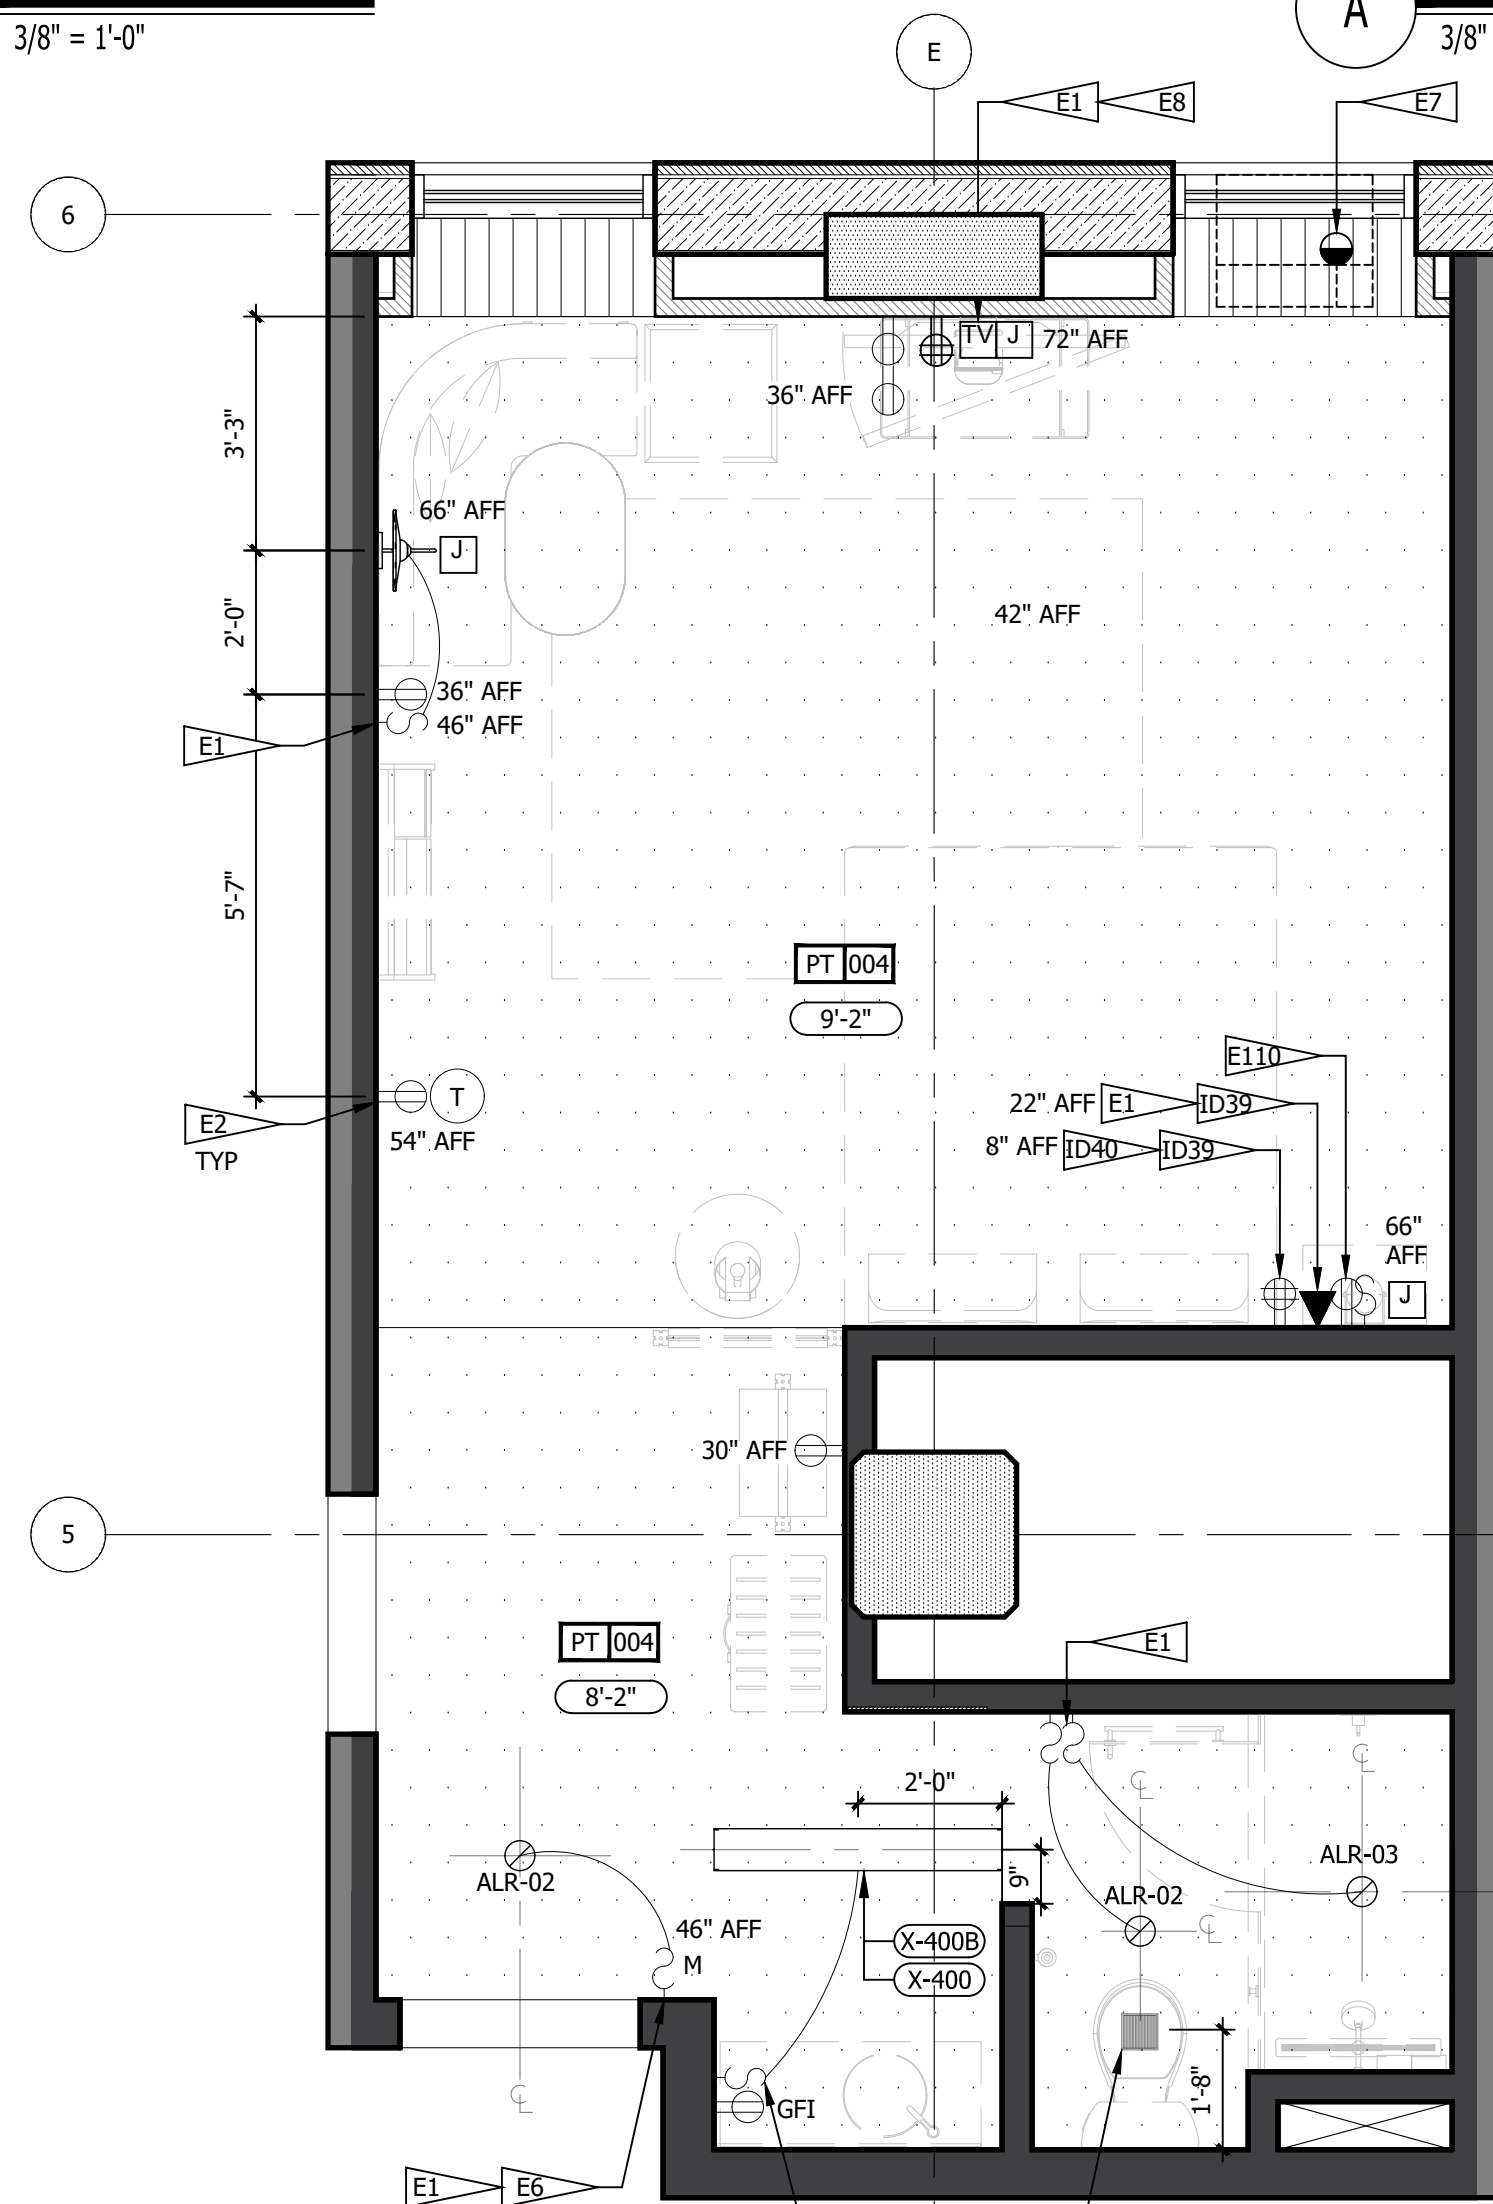 3/8" = 1'-0"
A
3/8"
E
E1
E8
E7
6
TV
J
72" AFF
36" AFF
3'-3"
66" AFF
J
2'-0"
42" AFF
36" AFF
46" AFF
E1
5'-7"
PT 004
9'-2"
E110
22" AFF
E1
ID39
E2
TYP
T
54" AFF
8" AFF
ID40
ID39
66"
AFF
J
30" AFF
5
PT 004
8'-2"
E1
2'-0"
9"
ALR-02
ALR-03
ALR-02
46" AFF
M
X-400B
X-400
1'-8"
GFI
E1
E6